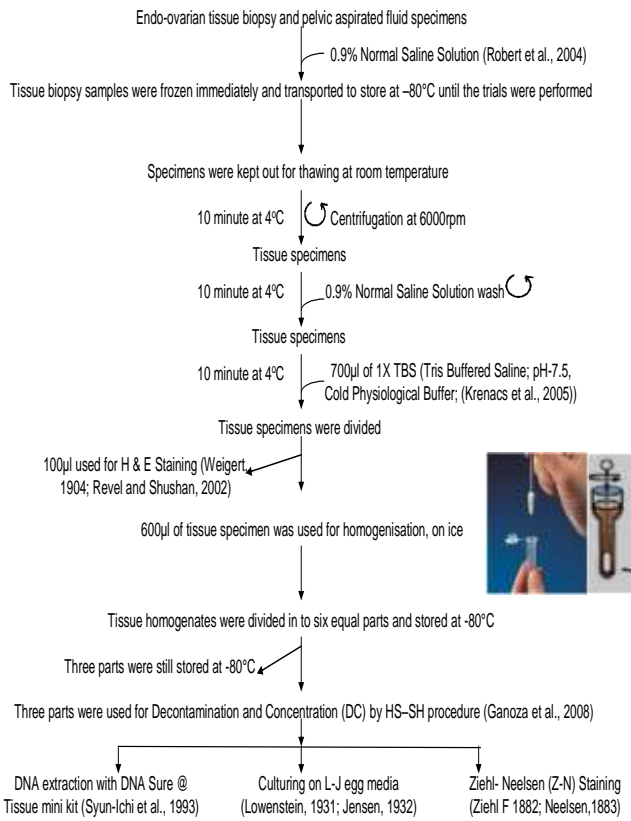 Endo-ovarian tissue biopsy and pelvic aspirated fluid specimens
0.9% Normal Saline Solution (Robert et al., 2004)
Tissue biopsy samples were frozen immediately and transported to store at –80°C until the trials were performed
Specimens were kept out for thawing at room temperature
10 minute at 4ºC Centrifugation at 6000rpm
Tissue specimens
10 minute at 4ºC 0.9% Normal Saline Solution wash
Tissue specimens
10 minute at 4ºC 700µl of 1X TBS (Tris Buffered Saline; pH-7.5,
Cold Physiological Buffer; (Krenacs et al., 2005))
Tissue specimens were divided
100µl used for H & E Staining (Weigert,
1904; Revel and Shushan, 2002)
600µl of tissue specimen was used for homogenisation, on ice
Tissue homogenates were divided in to six equal parts and stored at -80°C
Three parts were still stored at -80°C
Three parts were used for Decontamination and Concentration (DC) by HS–SH procedure (Ganoza et al., 2008)
DNA extraction with DNA Sure @
Tissue mini kit (Syun-Ichi et al., 1993)
Culturing on L-J egg media
(Lowenstein, 1931; Jensen, 1932)
Ziehl- Neelsen (Z-N) Staining
(Ziehl F 1882; Neelsen,1883)